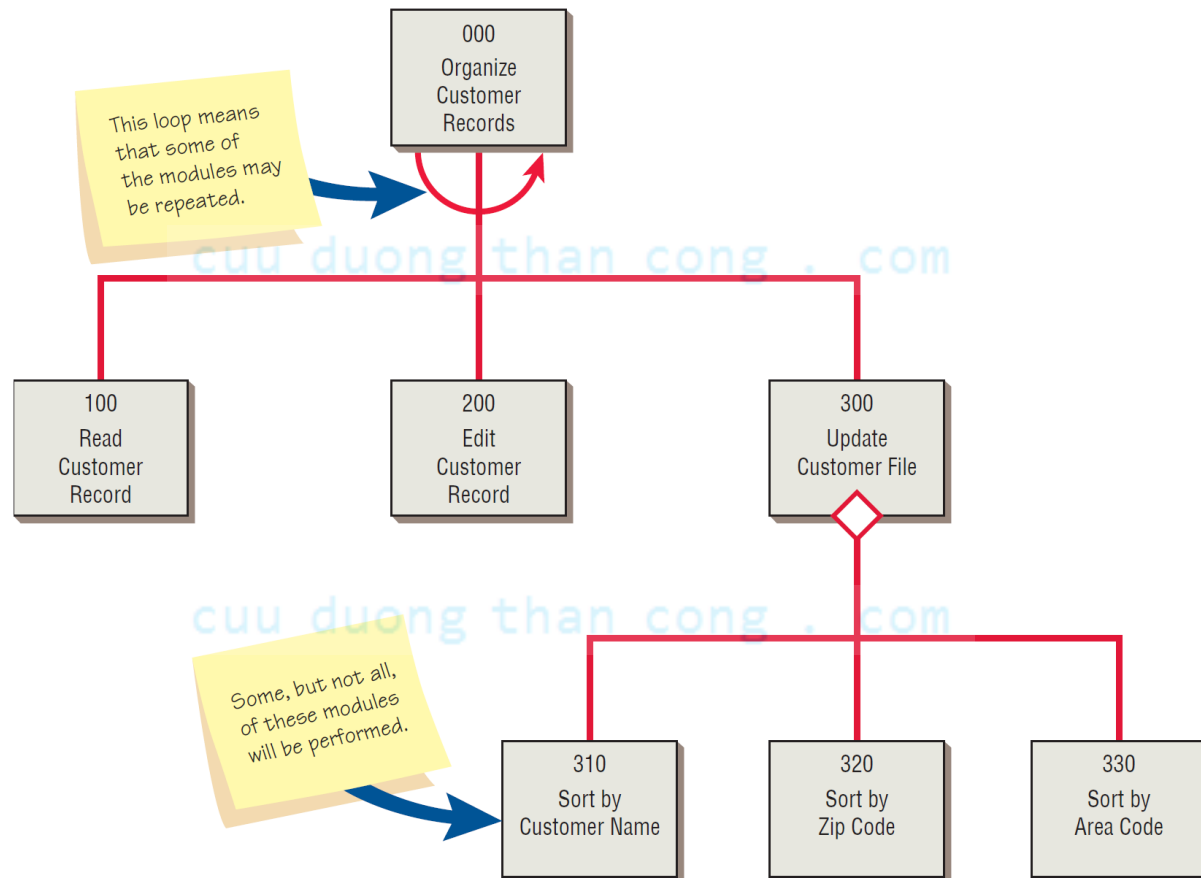 000
Organize
Customer
Records
This loop means
that some of
the modules may
be repeated.
cuu duong than cong . com
100
Read
Customer
Record
200
Edit
Customer
Record
300
Update
Customer File
cuu duong than cong . com
Some, but not all,
of these modules
will be performed.
310
Sort by
Customer Name
320
Sort by
Zip Code
330
Sort by
Area Code